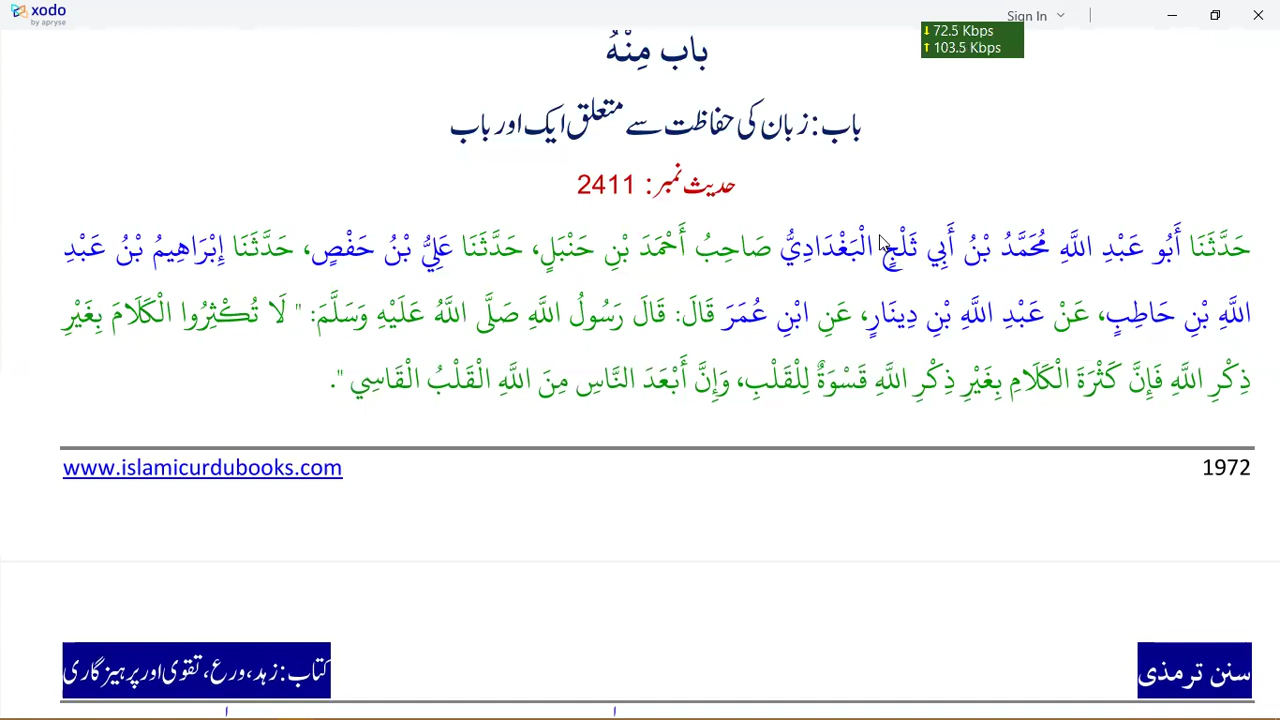 xodo
by apryse
Sign In
↓ 72.5 Kbps
↑ 103.5 Kbps
باب مِنْهُ
باب: زبان کی حفاظت سے متعلق ایک اور باب
حدیث نمبر: 2411
حَدَّثَنَا أَبُو عَبْدِ اللَّهِ مُحَمَّدُ بْنُ أَبِي ثَلْجٍ الْبَغْدَادِيُّ صَاحِبُ أَحْمَدَ بْنِ حَنْبَلٍ، حَدَّثَنَا عَلِيُّ بْنُ حَفْصٍ، حَدَّثَنَا إِبْرَاهِيمُ بْنُ عَبْدِ
اللَّهِ بْنِ حَاطِبٍ، عَنْ عَبْدِ اللَّهِ بْنِ دِينَارٍ، عَنِ ابْنِ عُمَرَ قَالَ: قَالَ رَسُولُ اللَّهِ صَلَّى اللَّهُ عَلَيْهِ وَسَلَّمَ: " لَا تُكْثِرُوا الْكَلَامَ بِغَيْرِ
ذِكْرِ اللَّهِ فَإِنَّ كَثْرَةَ الْكَلَامِ بِغَيْرِ ذِكْرِ اللَّهِ قَسْوَةٌ لِلْقَلْبِ، وَإِنَّ أَبْعَدَ النَّاسِ مِنَ اللَّهِ الْقَلْبُ الْقَاسِي ".
www.islamicurdubooks.com
1972
سنن ترمذی
کتاب: زہد، ورع، تقوی اور پرہیزگاری